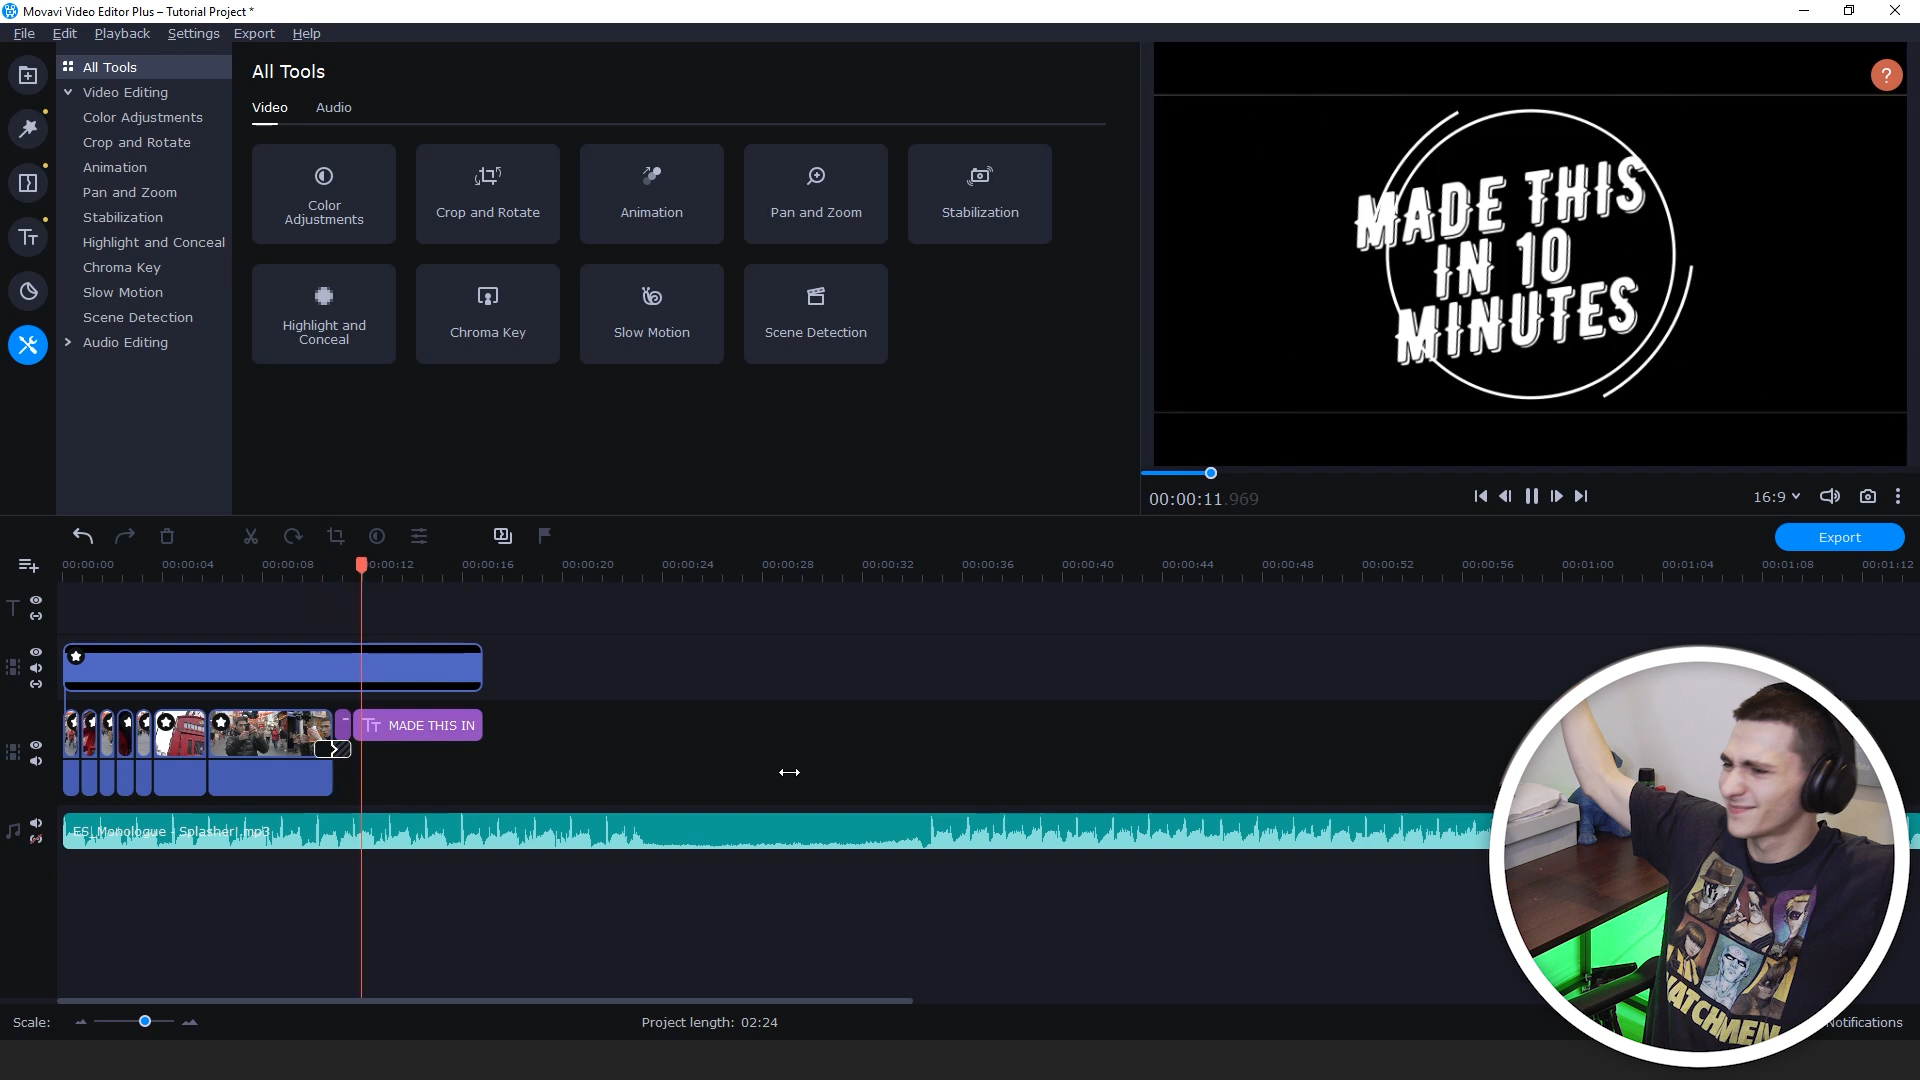 Movavi Video Editor Plus – Tutorial Project *
File Edit Playback Settings Export Help
All Tools
Video Editing
Color Adjustments
Crop and Rotate
Animation
Pan and Zoom
Stabilization
Highlight and Conceal
Chroma Key
Slow Motion
Scene Detection
Audio Editing
All Tools
Video Audio
Color Adjustments
Crop and Rotate
Animation
Pan and Zoom
Stabilization
Highlight and Conceal
Chroma Key
Slow Motion
Scene Detection
?
MADE THIS
IN 10
MINUTES
00:00:11.969
16:9
Export
00:00:00 00:00:04 00:00:08 00:00:12 00:00:16 00:00:20 00:00:24 00:00:28 00:00:32 00:00:36 00:00:40 00:00:44 00:00:48 00:00:52 00:00:56 00:01:00 00:01:04 00:01:08 00:01:12
MADE THIS IN
ES_Monologue - Splasher!.mp3
WATCHMEN
Scale:
Project length: 02:24
Notifications